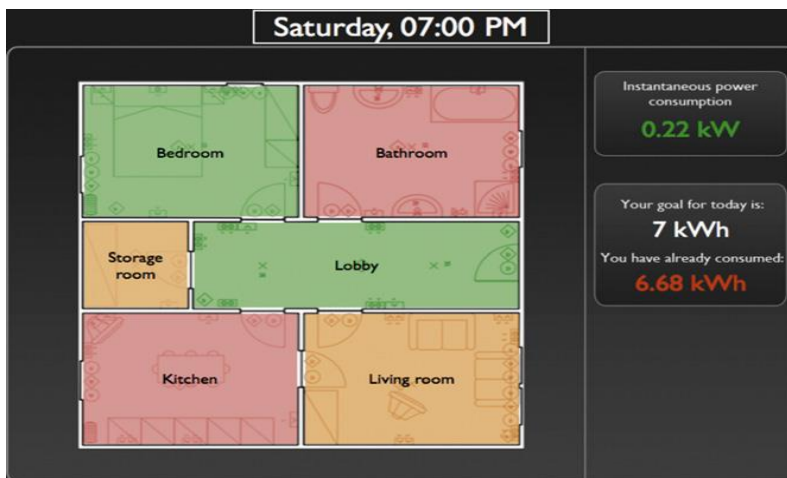 Saturday, 07:00 PM
Bedroom
Bathroom
Storage
room
Lobby
Kitchen
Living room
Instantaneous power
consumption
0.22 kW
Your goal for today is:
7 kWh
You have already consumed:
6.68 kWh